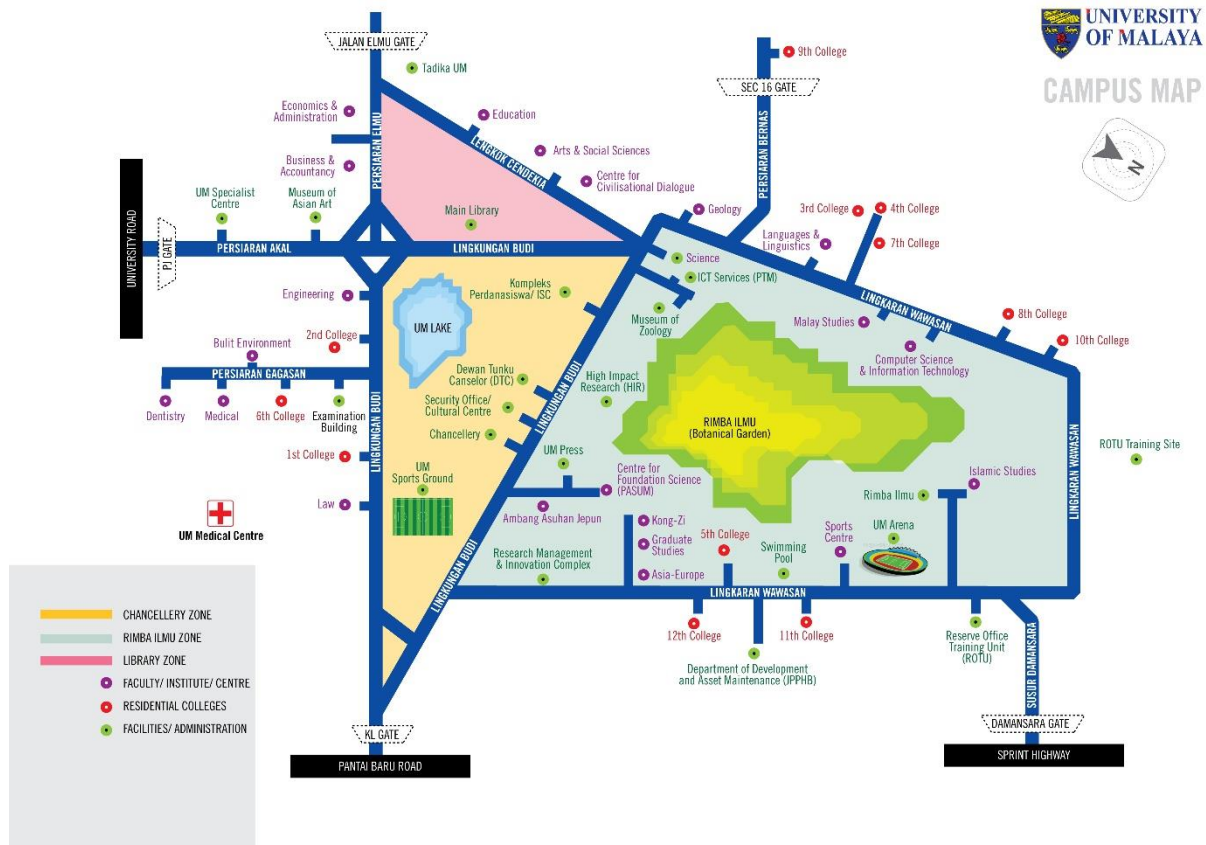 UNIVERSITY
OF MALAYA
CAMPUS MAP
N
JALAN ELMU GATE
Tadika UM
9th College
SEC 16 GATE
Economics &
Administration
Education
PERSIARAN ELMU
LENGKOK CENDEKIA
PERSIARAN BERNAS
Arts & Social Sciences
Business &
Accountancy
Centre for
Civilisational Dialogue
UM Specialist
Centre
Museum of
Asian Art
Main Library
Geology
3rd College
4th College
7th College
Languages &
Linguistics
UNIVERSITY ROAD
PJ GATE
PERSIARAN AKAL
LINGKUNGAN BUDI
Science
ICT Services (PTM)
Kompleks
Perdanasiswa/ ISC
Engineering
UM LAKE
Museum of
Zoology
LINGKARAN WAWASAN
Malay Studies
8th College
10th College
2nd College
Bulit Environment
PERSIARAN GAGASAN
Computer Science
& Information Technology
Dewan Tunku
Canselor (DTC)
LINGKUNGAN BUDI
High Impact
Research (HIR)
Dentistry
Medical
6th College
Examination
Building
LINGKUNGAN BUDI
Security Office/
Cultural Centre
Chancellery
RIMBA ILMU
(Botanical Garden)
1st College
UM
Sports Ground
UM Press
Centre for
Foundation Science
(PASUM)
Islamic Studies
Rimba Ilmu
LINGKARAN WAWASAN
ROTU Training Site
Law
UM Medical Centre
Ambang Asuhan Jepun
Kong-Zi
Graduate
Studies
Asia-Europe
5th College
Swimming
Pool
Sports
Centre
UM Arena
Research Management
& Innovation Complex
LINGKUNGAN BUDI
LINGKARAN WAWASAN
12th College
11th College
Department of Development
and Asset Maintenance (JPPHB)
Reserve Office
Training Unit
(ROTU)
SUSUR DAMANSARA
CHANCELLERY ZONE
RIMBA ILMU ZONE
LIBRARY ZONE
FACULTY/ INSTITUTE/ CENTRE
RESIDENTIAL COLLEGES
FACILITIES/ ADMINISTRATION
KL GATE
PANTAI BARU ROAD
DAMANSARA GATE
SPRINT HIGHWAY